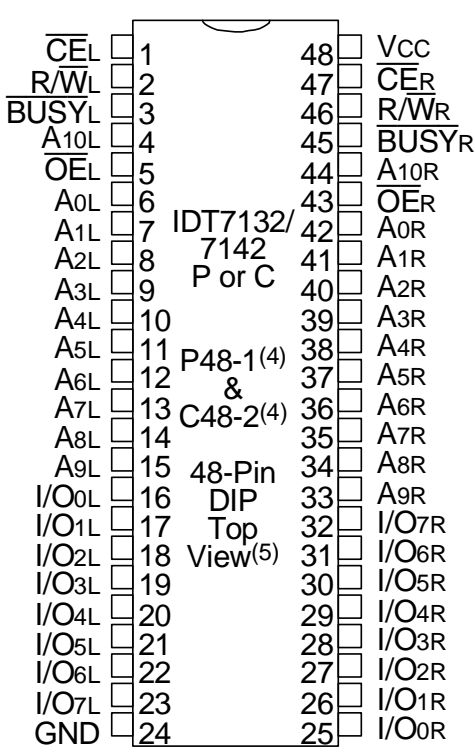 CEL 1 48 VCC
R/WL 2 47 CER
BUSYL 3 46 R/WR
A10L 4 45 BUSYR
OEL 5 44 A10R
A0L 6 43 OER
A1L 7 IDT7132/ 42 A0R
A2L 8 7142 41 A1R
A3L 9 P or C 40 A2R
A4L 10 39 A3R
A5L 11 P48-1(4) 38 A4R
A6L 12 & 37 A5R
A7L 13 C48-2(4) 36 A6R
A8L 14 35 A7R
A9L 15 48-Pin 34 A8R
I/O0L 16 DIP 33 A9R
I/O1L 17 Top 32 I/O7R
I/O2L 18 View(5) 31 I/O6R
I/O3L 19 30 I/O5R
I/O4L 20 29 I/O4R
I/O5L 21 28 I/O3R
I/O6L 22 27 I/O2R
I/O7L 23 26 I/O1R
GND 24 25 I/O0R